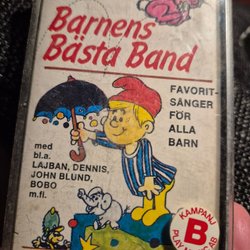 Barnens
Bästa Band
FAVORIT-
SÅNGER
FÖR
ALLA
BARN
med
bl.a.
LAJBAN, DENNIS,
JOHN BLUND,
BOBO
m.fl.
KAMPANJ
B